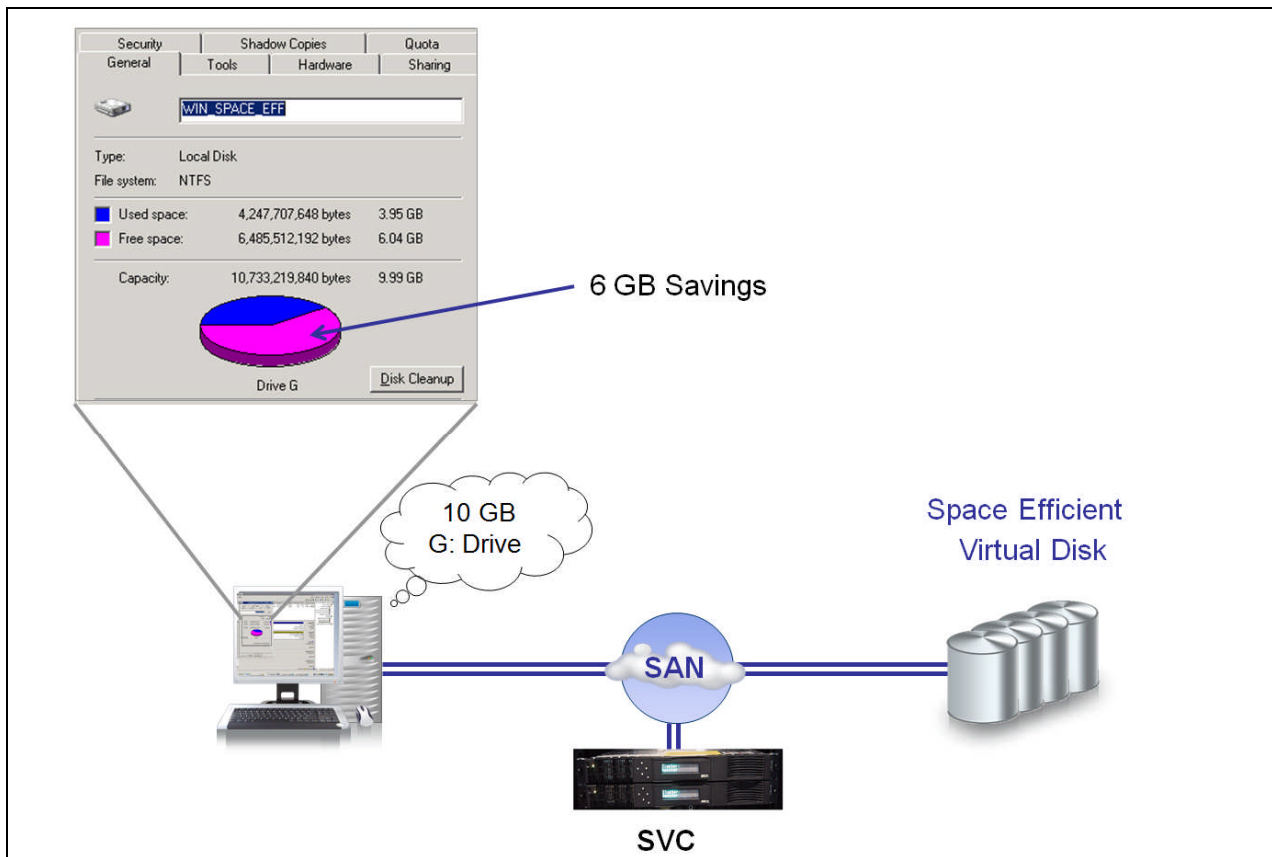 Security Shadow Copies Quota
General Tools Hardware Sharing
WIN_SPACE_EFF
Type: Local Disk
File system: NTFS
Used space: 4,247,707,648 bytes 3.95 GB
Free space: 6,485,512,192 bytes 6.04 GB
Capacity: 10,733,219,840 bytes 9.99 GB
Drive G
Disk Cleanup
6 GB Savings
10 GB
G: Drive
Space Efficient
Virtual Disk
SAN
SVC